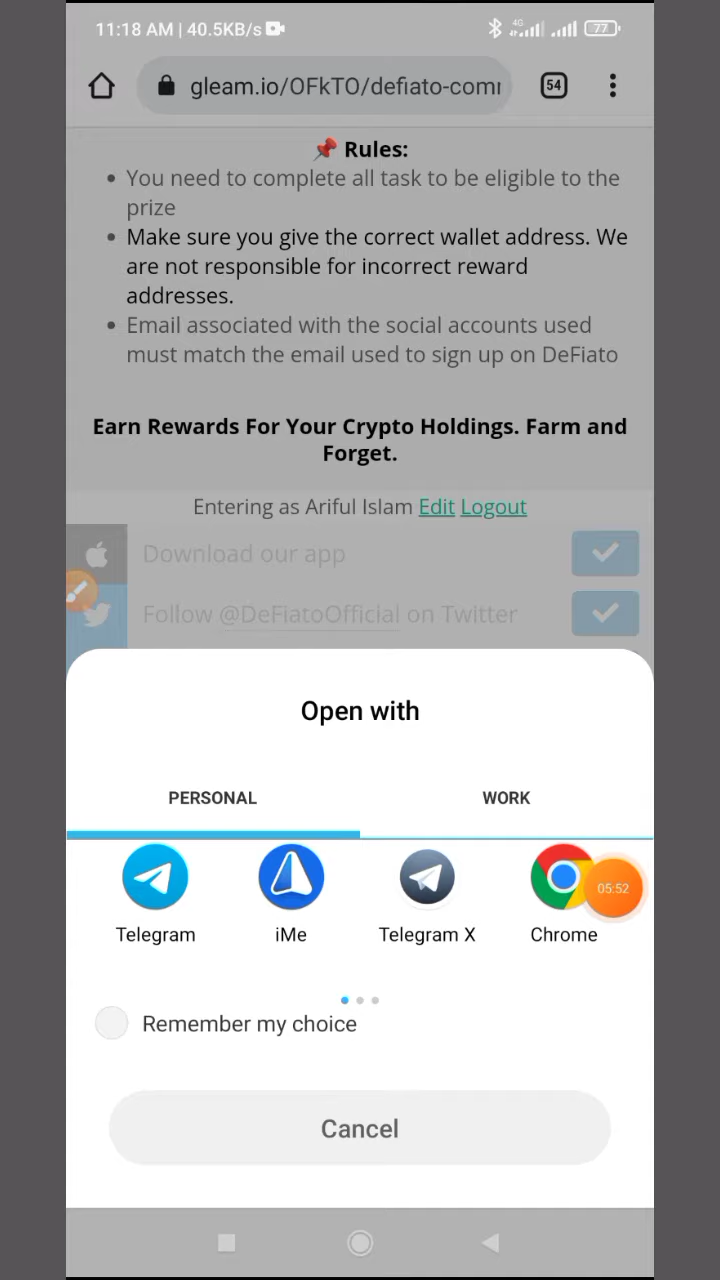 11:18 AM | 40.5KB/s
4G
77
gleam.io/OFkTO/defiato-com
54
📌 Rules:
• You need to complete all task to be eligible to the
prize
• Make sure you give the correct wallet address. We
are not responsible for incorrect reward
addresses.
• Email associated with the social accounts used
must match the email used to sign up on DeFiato
Earn Rewards For Your Crypto Holdings. Farm and
Forget.
Entering as Ariful Islam Edit Logout
Download our app
Follow @DeFiatoOfficial on Twitter
Open with
PERSONAL WORK
05:52
Telegram iMe Telegram X Chrome
Remember my choice
Cancel